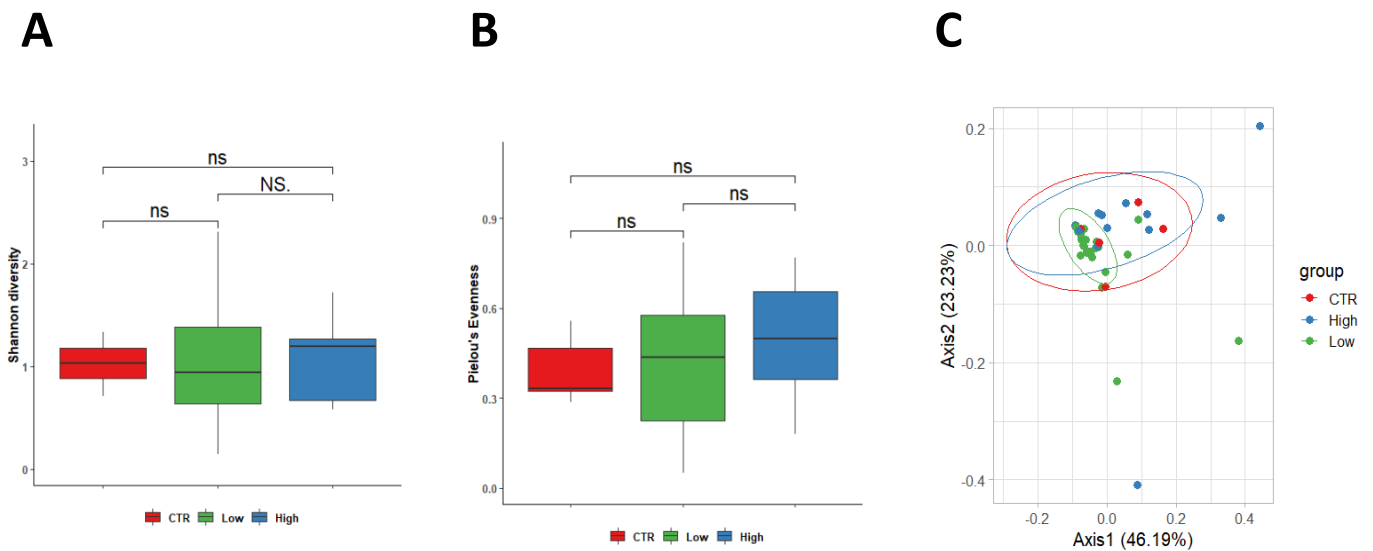 A
B
C
ns
NS.
ns
3
2
1
0
Shannon diversity
CTR Low High
ns
ns
ns
0.9
0.6
0.3
0.0
Pielou's Evenness
CTR Low High
0.2
0.0
-0.2
-0.4
Axis2 (23.23%)
-0.2 0.0 0.2 0.4
Axis1 (46.19%)
group
CTR
High
Low